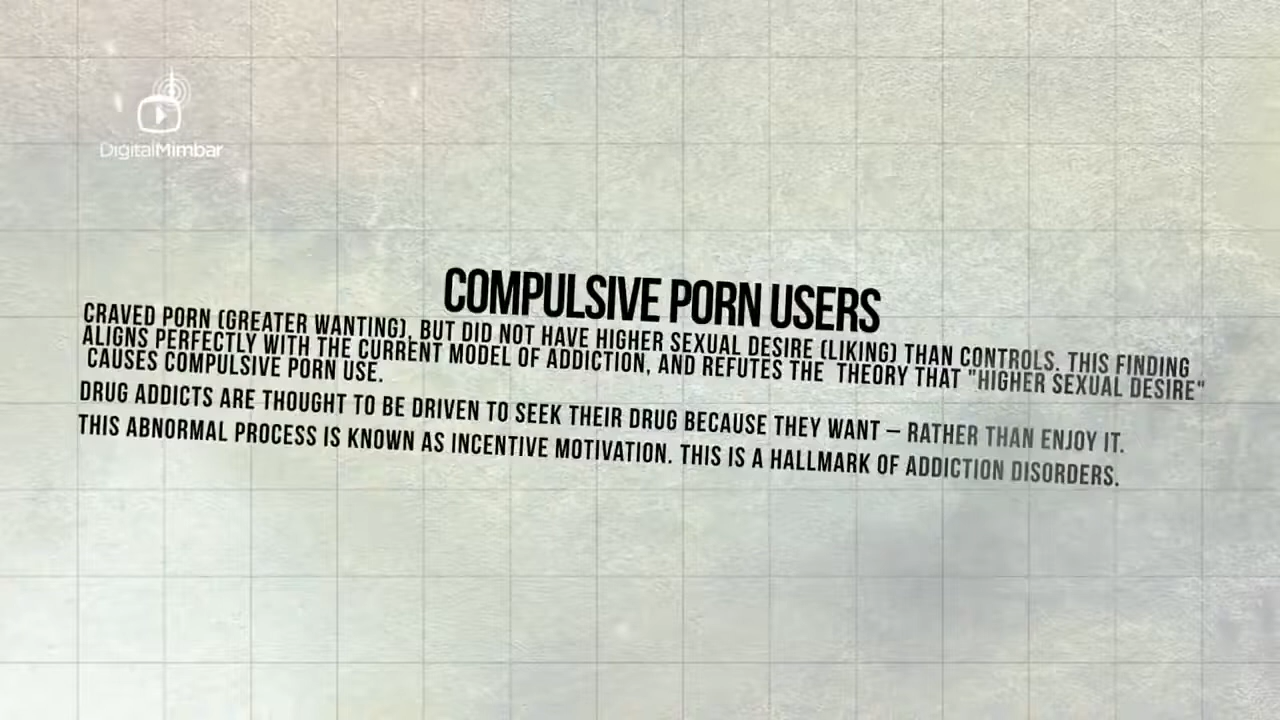 DigitalMimbar
COMPULSIVE PORN USERS
CRAVED PORN (GREATER WANTING), BUT DID NOT HAVE HIGHER SEXUAL DESIRE (LIKING) THAN CONTROLS. THIS FINDING
ALIGNS PERFECTLY WITH THE CURRENT MODEL OF ADDICTION, AND REFUTES THE THEORY THAT "HIGHER SEXUAL DESIRE"
CAUSES COMPULSIVE PORN USE.
DRUG ADDICTS ARE THOUGHT TO BE DRIVEN TO SEEK THEIR DRUG BECAUSE THEY WANT – RATHER THAN ENJOY IT.
THIS ABNORMAL PROCESS IS KNOWN AS INCENTIVE MOTIVATION. THIS IS A HALLMARK OF ADDICTION DISORDERS.